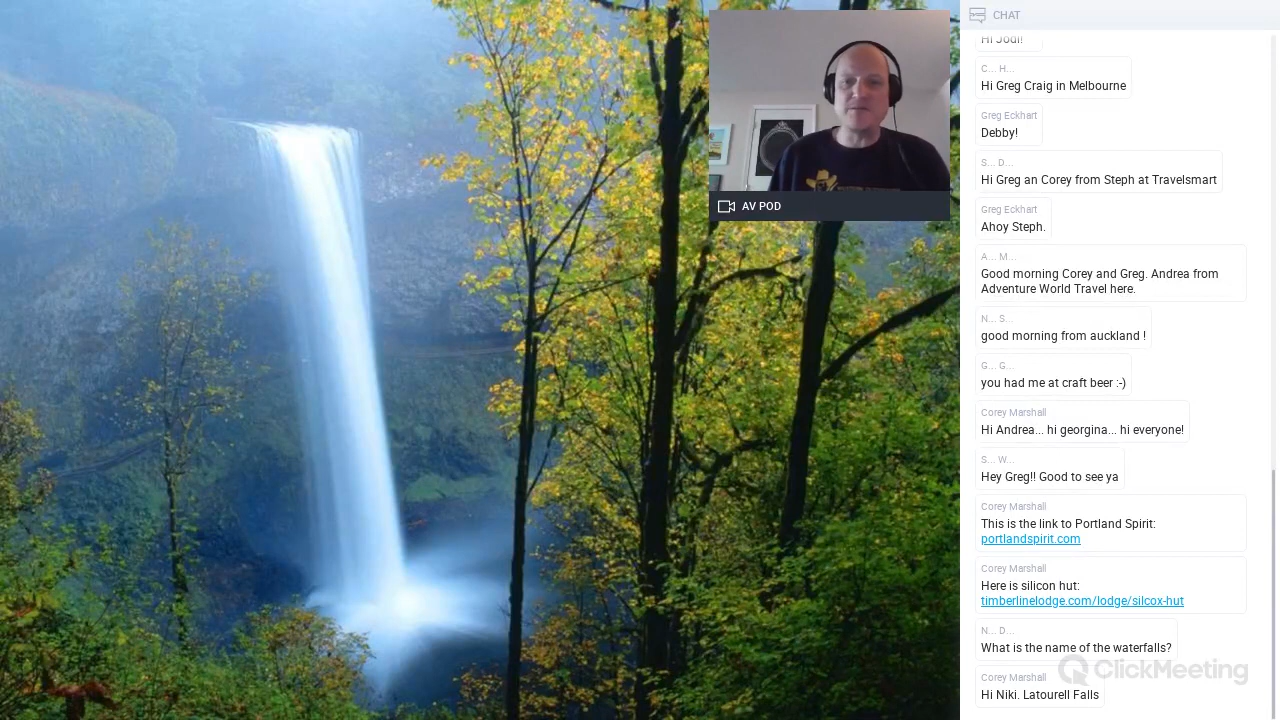 CHAT
Hi Jodi!
C... H...
Hi Greg Craig in Melbourne
Greg Eckhart
Debby!
S... D...
Hi Greg an Corey from Steph at Travelsmart
Greg Eckhart
Ahoy Steph.
A... M...
Good morning Corey and Greg. Andrea from
Adventure World Travel here.
N... S...
good morning from auckland !
G... G...
you had me at craft beer :-)
Corey Marshall
Hi Andrea... hi georgina... hi everyone!
S... W...
Hey Greg!! Good to see ya
Corey Marshall
This is the link to Portland Spirit:
portlandspirit.com
Corey Marshall
Here is silicon hut:
timberlinelodge.com/lodge/silcox-hut
N... D...
What is the name of the waterfalls?
Corey Marshall
Hi Niki. Latourell Falls
AV POD
ClickMeeting